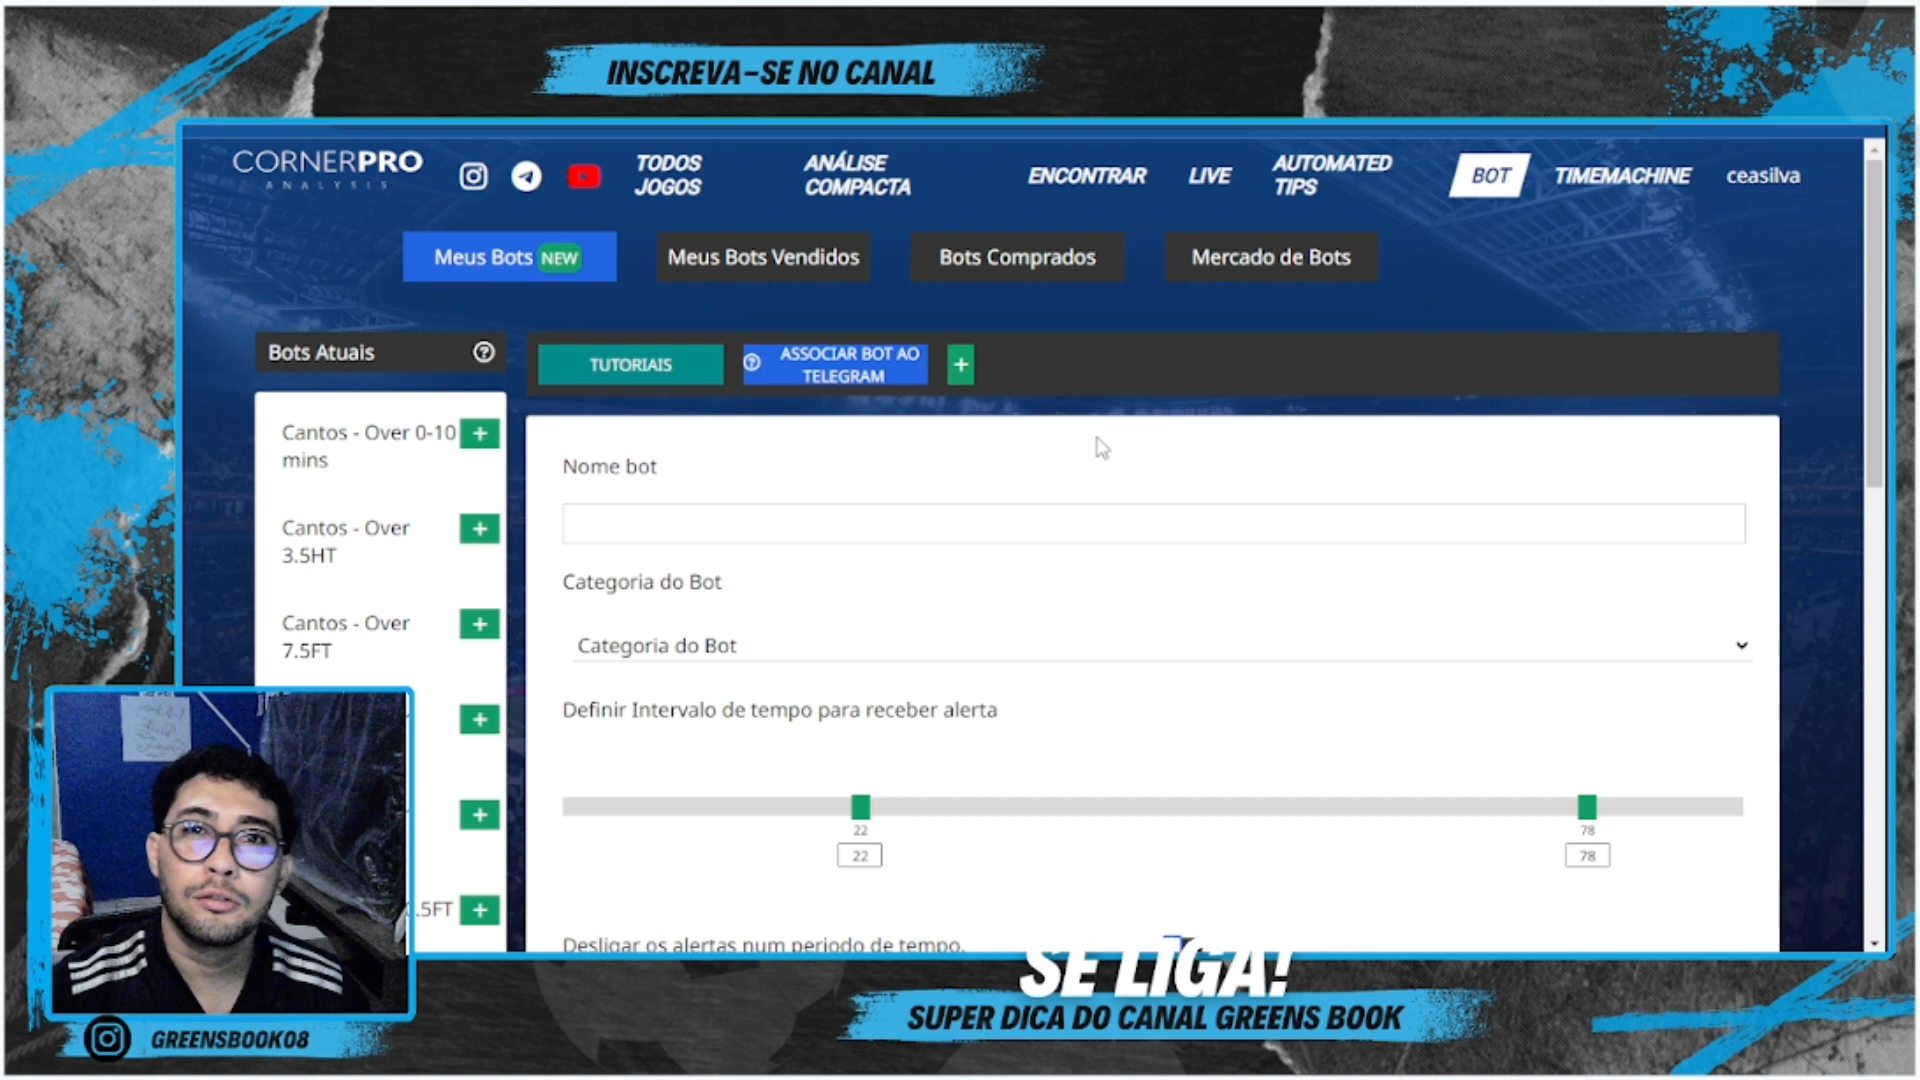 INSCREVA-SE NO CANAL
CORNERPRO
ANALYSIS
TODOS
JOGOS
ANÁLISE
COMPACTA
ENCONTRAR
LIVE
AUTOMATED
TIPS
BOT
TIMEMACHINE
ceasilva
Meus Bots NEW
Meus Bots Vendidos
Bots Comprados
Mercado de Bots
Bots Atuais
TUTORIAIS
ASSOCIAR BOT AO
TELEGRAM
+
Cantos - Over 0-10
mins
+
Cantos - Over
3.5HT
+
Cantos - Over
7.5FT
+
+
+
.5FT
+
Nome bot
Categoria do Bot
Categoria do Bot
Definir Intervalo de tempo para receber alerta
22
22
78
78
Desligar os alertas num periodo de tempo.
SE LIGA!
SUPER DICA DO CANAL GREENS BOOK
GREENSBOOK08